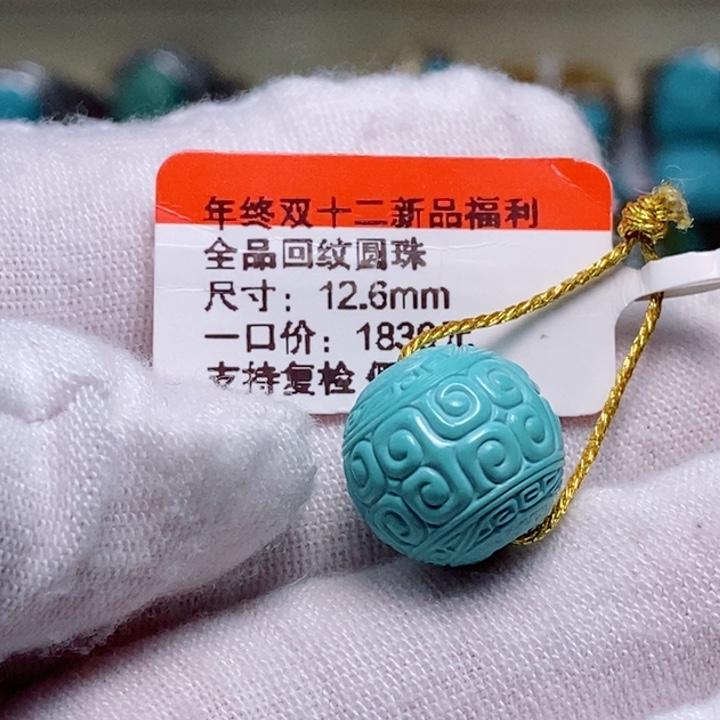 年终双十二新品福利
全品回纹圆珠
尺寸：12.6mm
一口价：183
支持复检